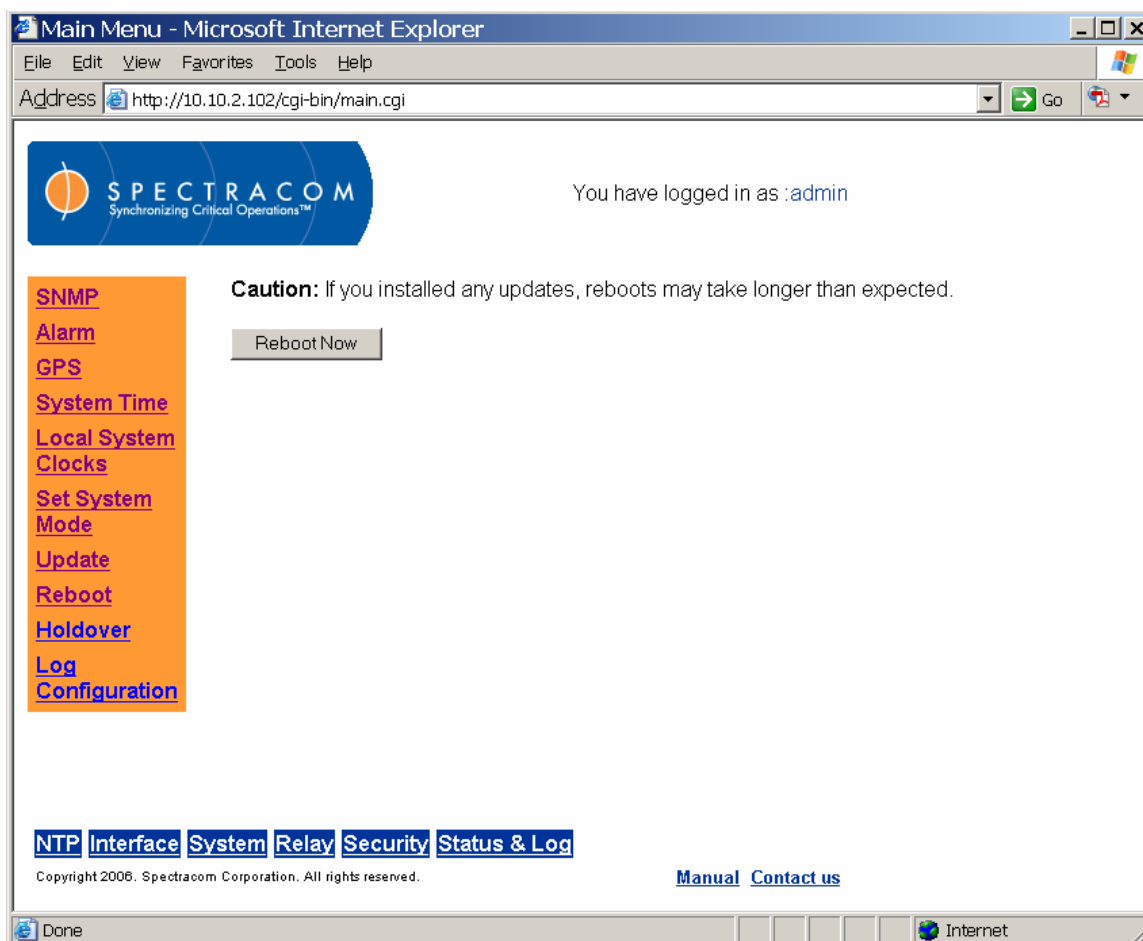 Main Menu - Microsoft Internet Explorer
File Edit View Favorites Tools Help
Address http://10.10.2.102/cgi-bin/main.cgi Go
SPECTRACOM
Synchronizing Critical Operations™
You have logged in as :admin
SNMP
Alarm
GPS
System Time
Local System
Clocks
Set System
Mode
Update
Reboot
Holdover
Log
Configuration
Caution: If you installed any updates, reboots may take longer than expected.
Reboot Now
NTP Interface System Relay Security Status & Log
Copyright 2006. Spectracom Corporation. All rights reserved.
Manual Contact us
Done Internet